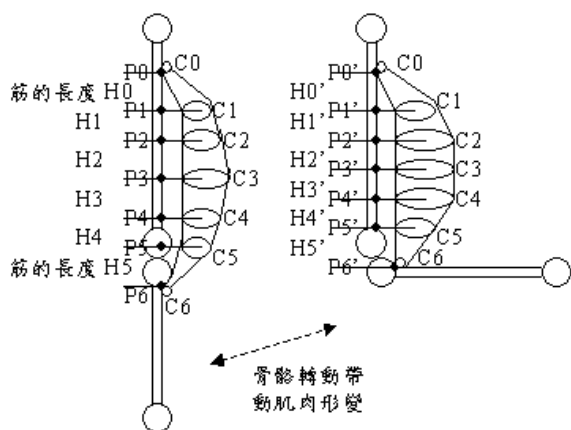 C0
P0
筋的長度 H0
P1 C1
H1
P2 C2
H2
P3 C3
H3
P4 C4
H4
P5 C5
筋的長度 H5
P6 C6
C0
P0'
H0'
P1' C1
H1'
P2' C2
H2'
P3' C3
H3'
P4' C4
H4'
P5' C5
H5'
P6' C6
骨骼轉動帶
動肌肉形變